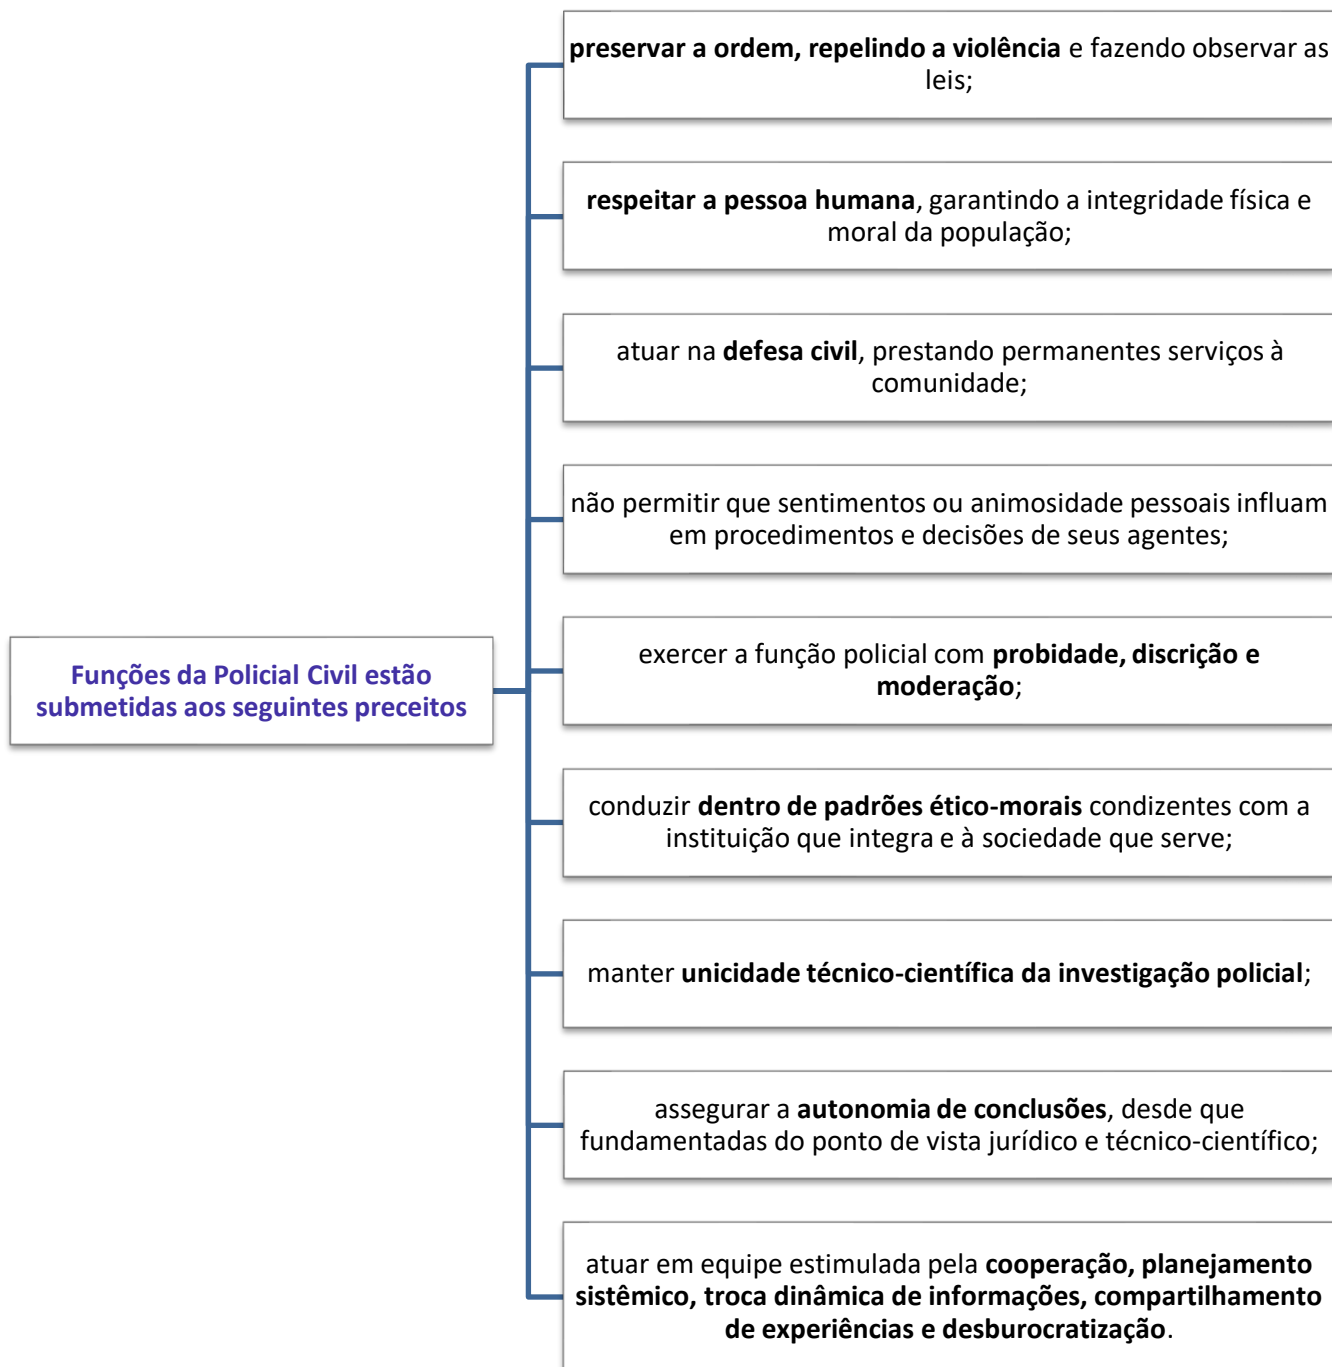 preservar a ordem, repelindo a violência e fazendo observar as
leis;
respeitar a pessoa humana, garantindo a integridade física e
moral da população;
atuar na defesa civil, prestando permanentes serviços à
comunidade;
não permitir que sentimentos ou animosidade pessoais influam
em procedimentos e decisões de seus agentes;
Funções da Policial Civil estão
submetidas aos seguintes preceitos
exercer a função policial com probidade, discrição e
moderação;
conduzir dentro de padrões ético-morais condizentes com a
instituição que integra e à sociedade que serve;
manter unicidade técnico-científica da investigação policial;
assegurar a autonomia de conclusões, desde que
fundamentadas do ponto de vista jurídico e técnico-científico;
atuar em equipe estimulada pela cooperação, planejamento
sistêmico, troca dinâmica de informações, compartilhamento
de experiências e desburocratização.